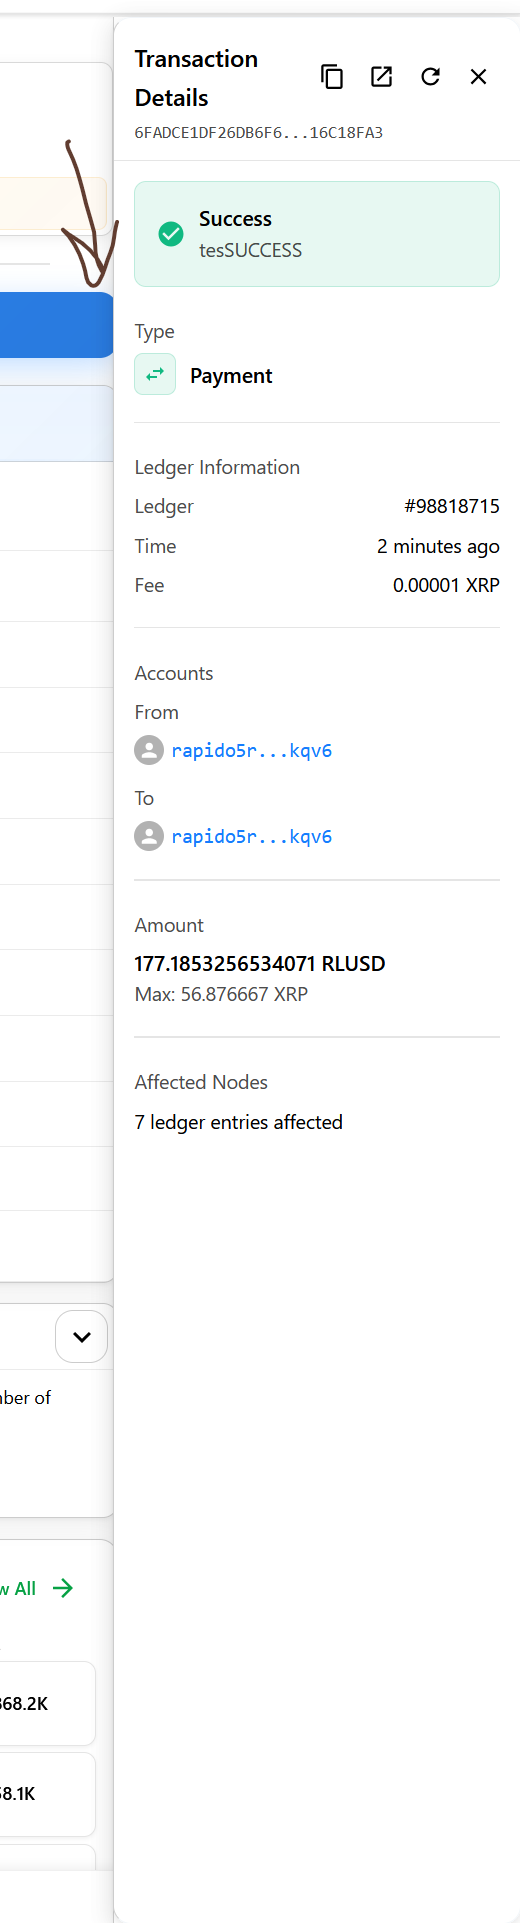 Transaction
Details
6FADCE1DF26DB6F6...16C18FA3
Success
tesSUCCESS
Type
Payment
Ledger Information
Ledger #98818715
Time 2 minutes ago
Fee 0.00001 XRP
Accounts
From
rapido5r...kqv6
To
rapido5r...kqv6
Amount
177.1853256534071 RLUSD
Max: 56.876667 XRP
Affected Nodes
7 ledger entries affected
of
All
68.2K
8.1K